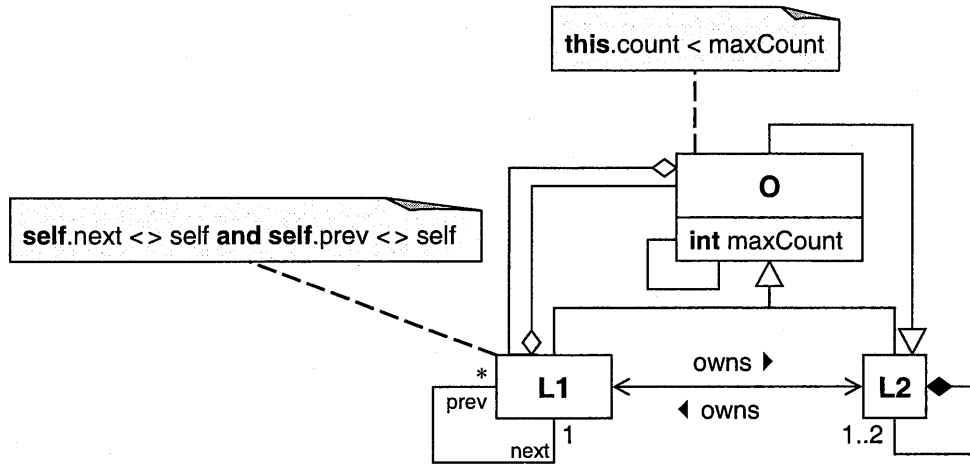 this.count < maxCount
O
int maxCount
self.next <> self and self.prev <> self
owns
owns
*
prev
L1
next
1
L2
1..2